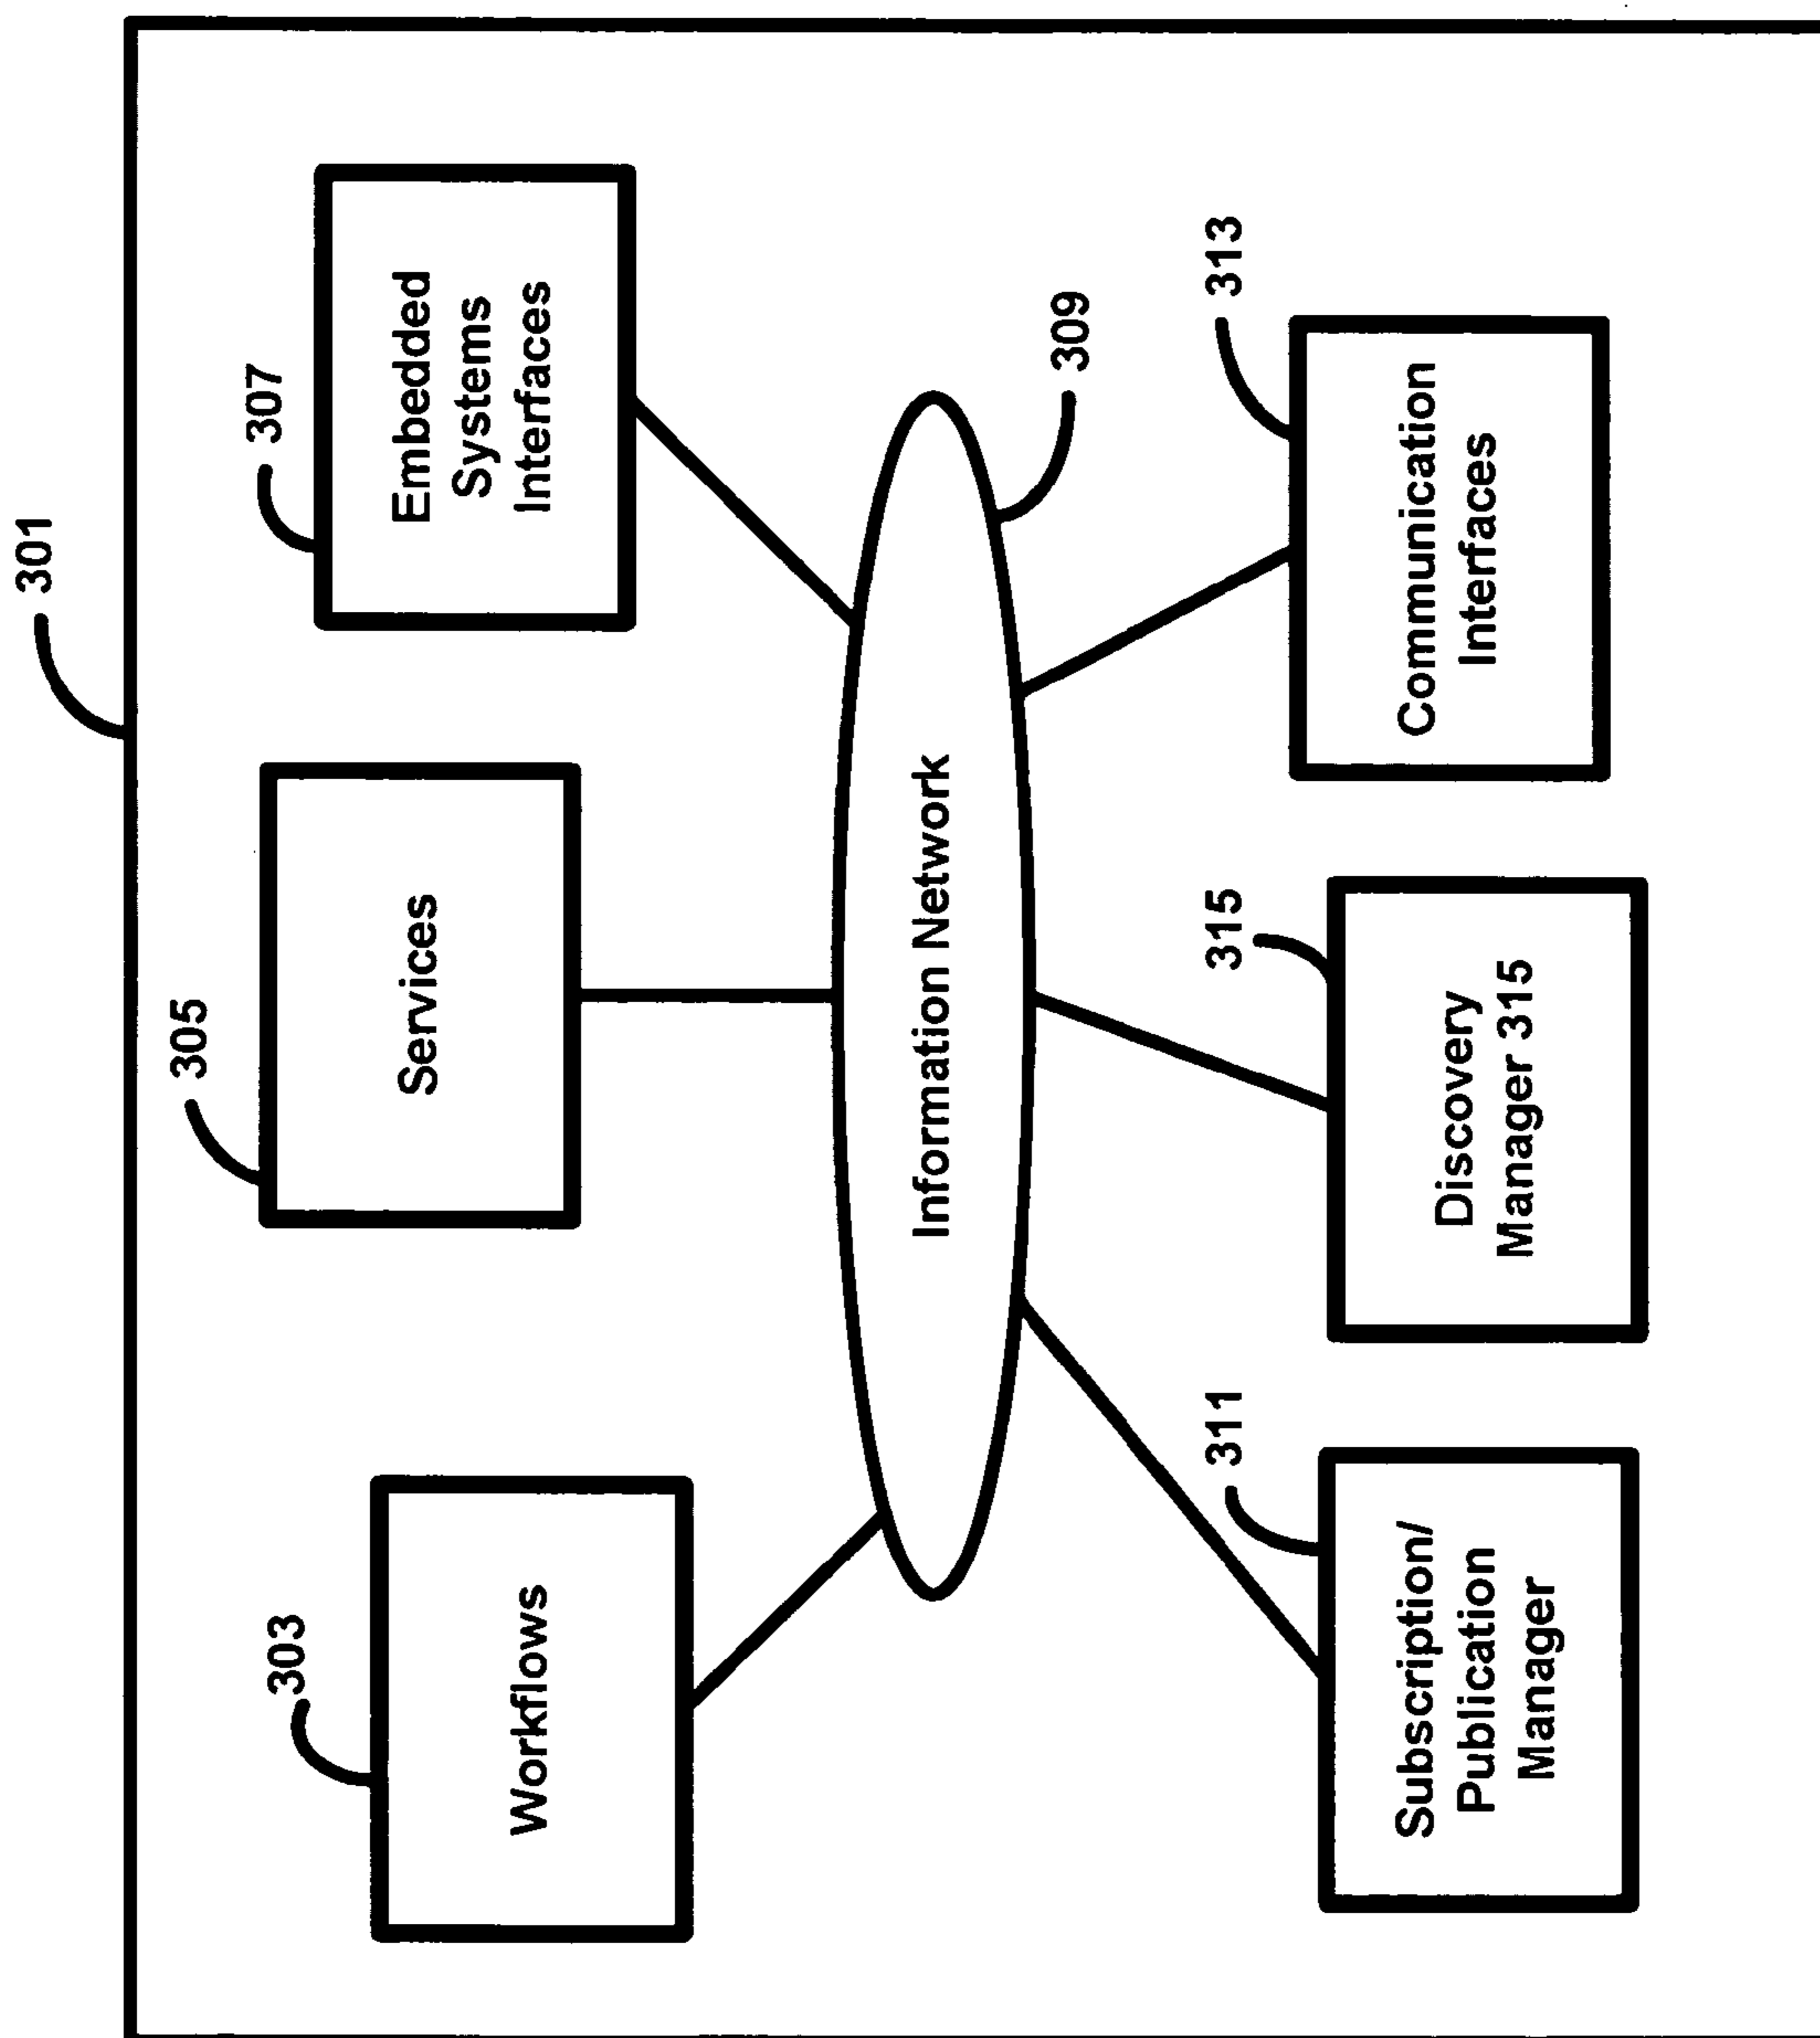 301
303
Workflows
305
Services
307
Embedded
Systems
Interfaces
Information Network
309
311
Subscription/
Publication
Manager
315
Discovery
Manager 315
313
Communication
Interfaces